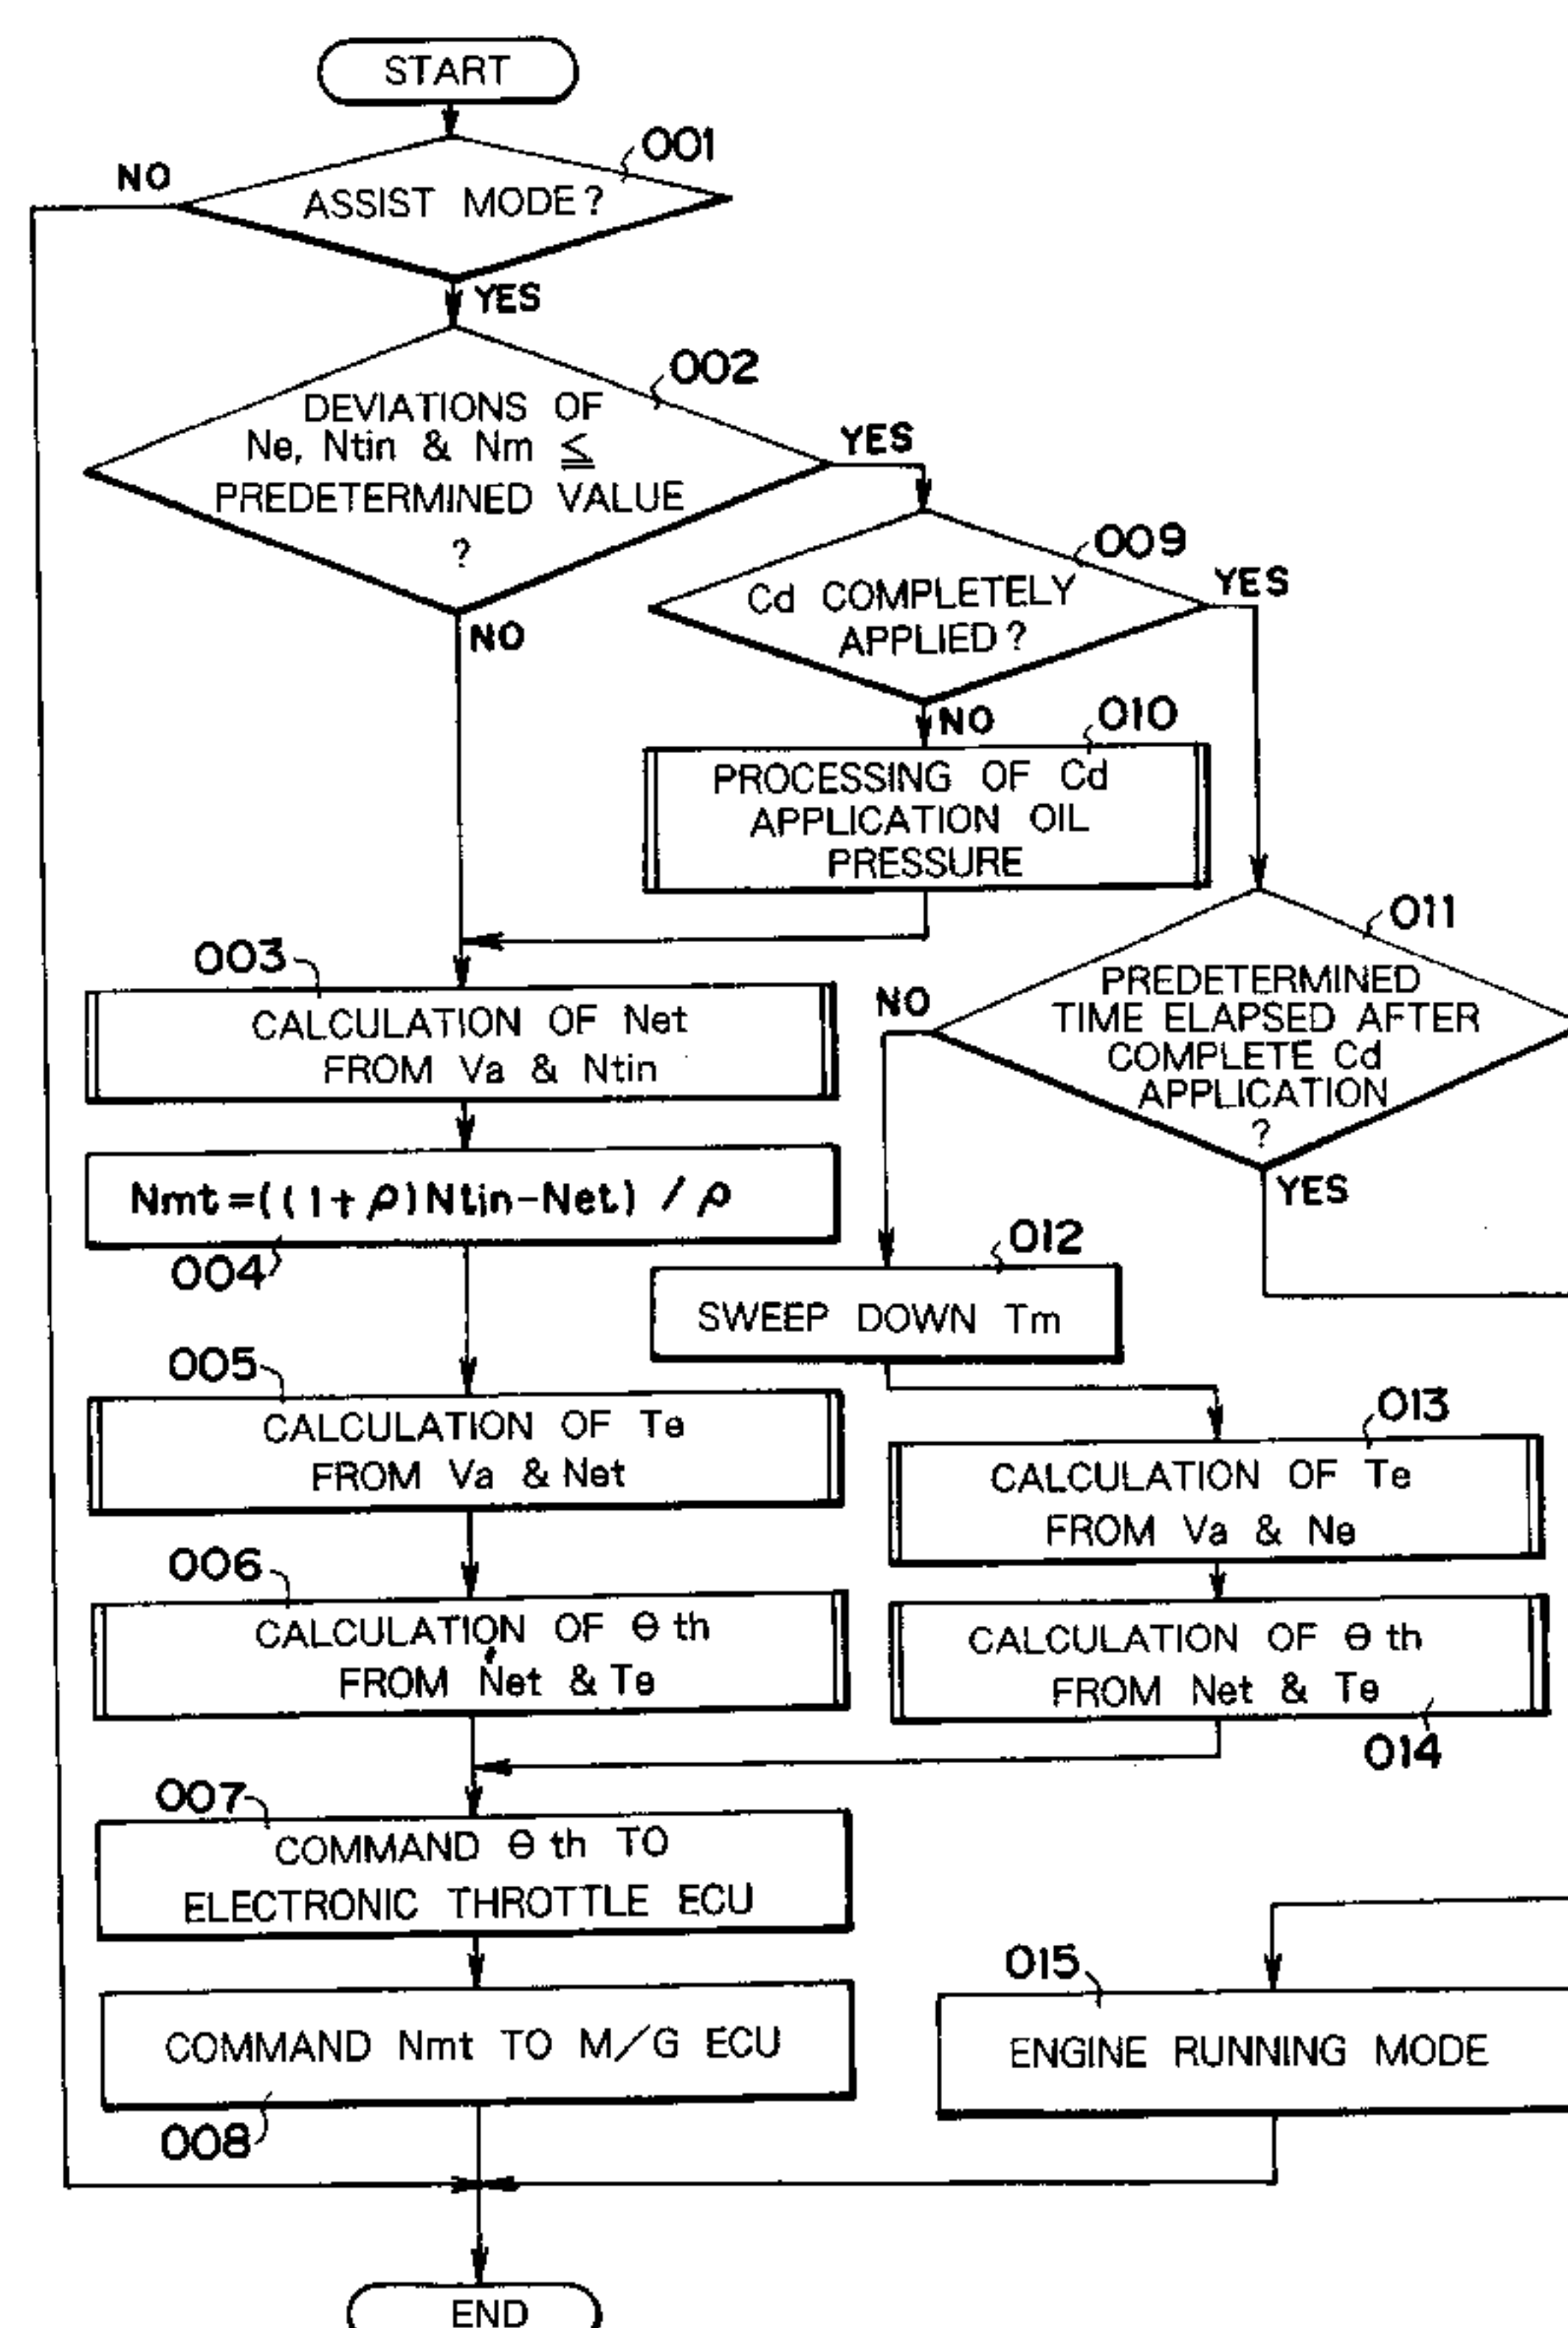 START
001
NO
ASSIST MODE?
YES
002
DEVIATIONS OF
Ne, Ntin & Nm ≦
PREDETERMINED VALUE
?
YES
NO
009
Cd COMPLETELY
APPLIED?
YES
NO
010
PROCESSING OF Cd
APPLICATION OIL
PRESSURE
011
PREDETERMINED
TIME ELAPSED AFTER
COMPLETE Cd
APPLICATION
?
NO
YES
003
CALCULATION OF Net
FROM Va & Ntin
Nmt=((1+ρ)Ntin-Net) / ρ
004
012
SWEEP DOWN Tm
005
CALCULATION OF Te
FROM Va & Net
013
CALCULATION OF Te
FROM Va & Ne
006
CALCULATION OF θ th
FROM Net & Te
CALCULATION OF θ th
FROM Net & Te
014
007
COMMAND θ th TO
ELECTRONIC THROTTLE ECU
015
COMMAND Nmt TO M/G ECU
008
ENGINE RUNNING MODE
END